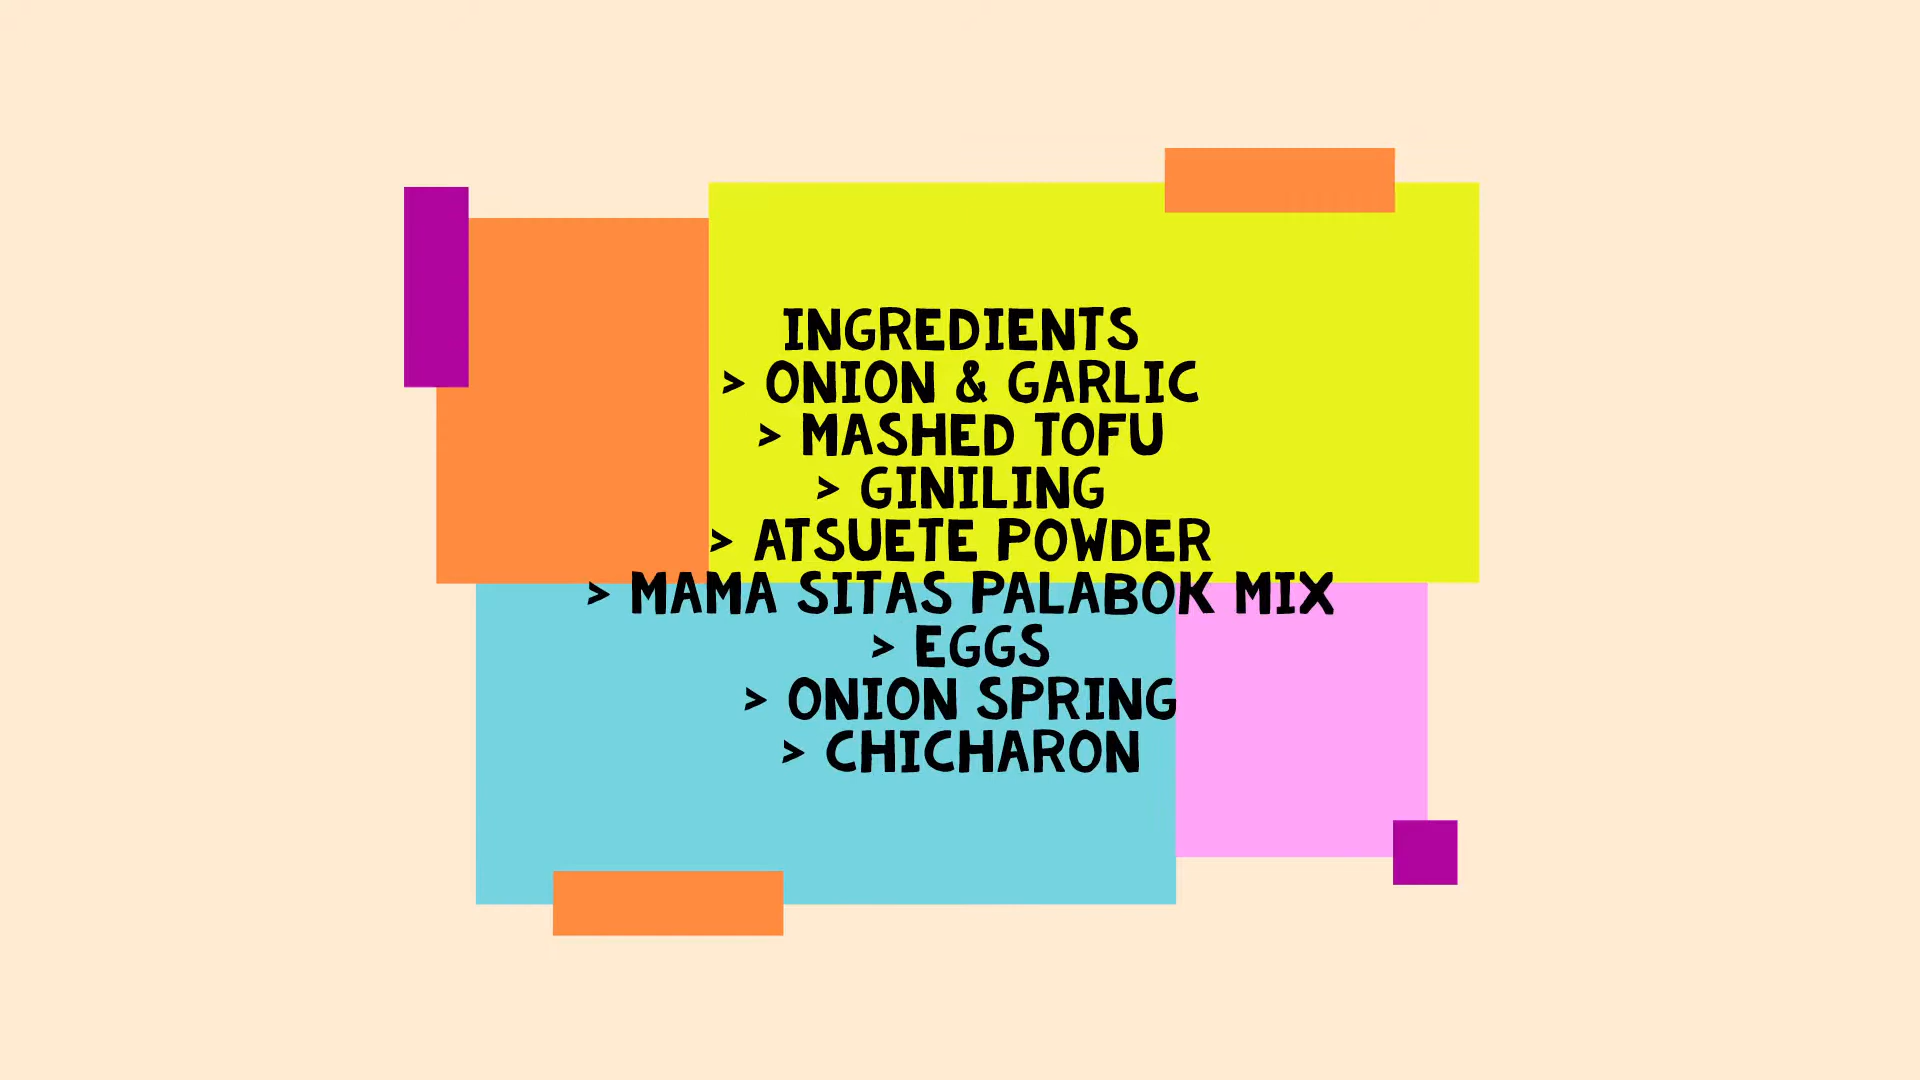 INGREDIENTS
> ONION & GARLIC
> MASHED TOFU
> GINILING
> ATSUETE POWDER
> MAMA SITAS PALABOK MIX
> EGGS
> ONION SPRING
> CHICHARON